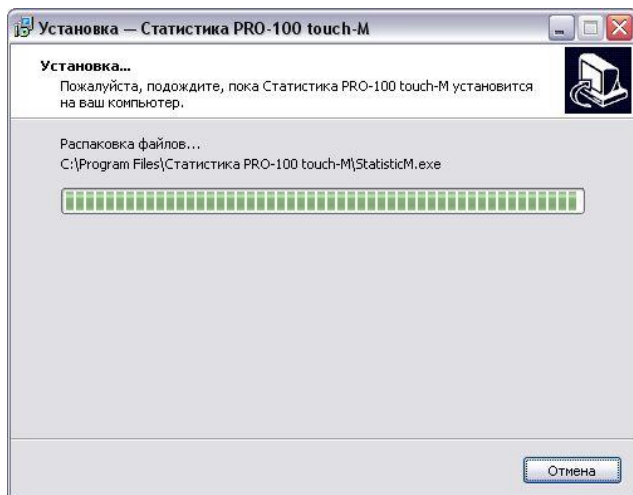 Установка — Статистика PRO-100 touch-M
Установка...
Пожалуйста, подождите, пока Статистика PRO-100 touch-M установится
на ваш компьютер.
Распаковка файлов...
C:\Program Files\Статистика PRO-100 touch-M\StatisticM.exe
Отмена